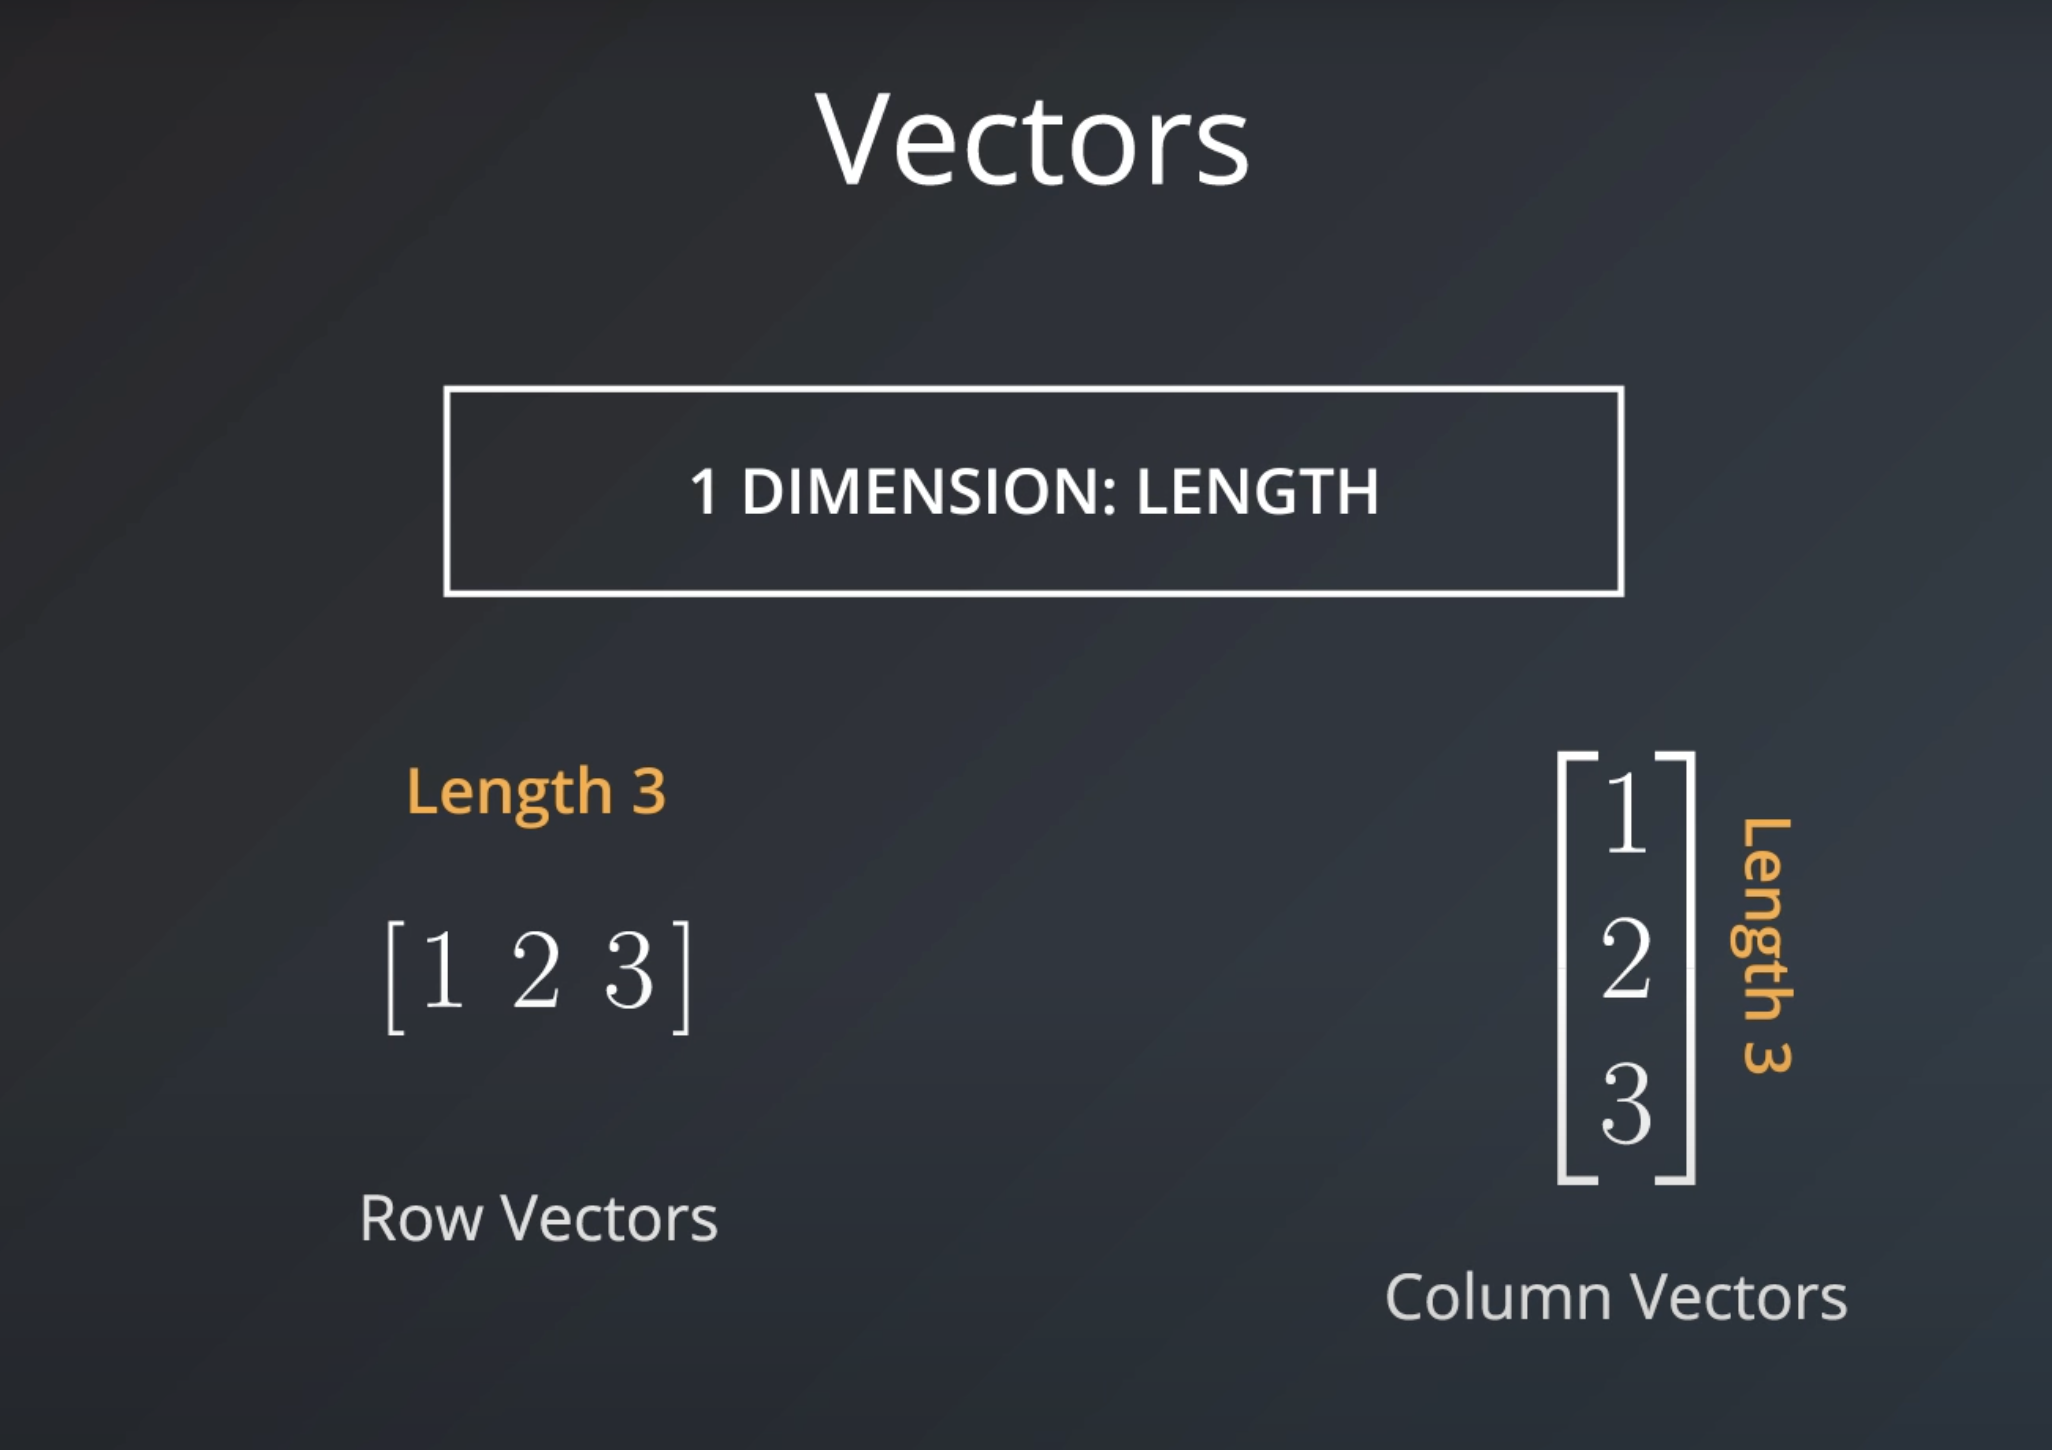 Vectors
1 DIMENSION: LENGTH
Length 3
[1 2 3]
Row Vectors
1
2
3
Length 3
Column Vectors